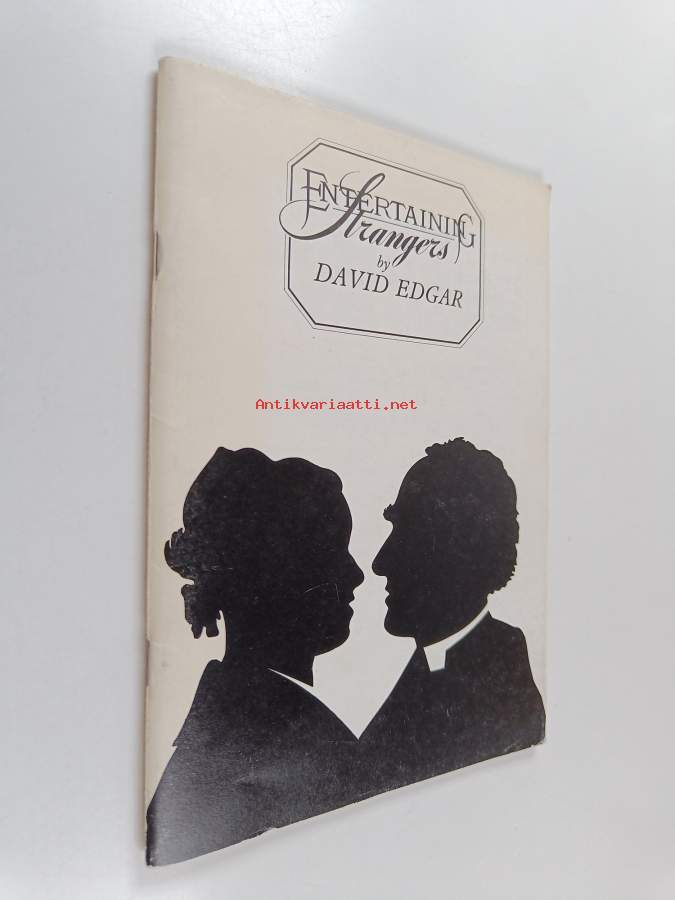 ENTERTAINING
Strangers
by
DAVID EDGAR
Antikvariaatti.net